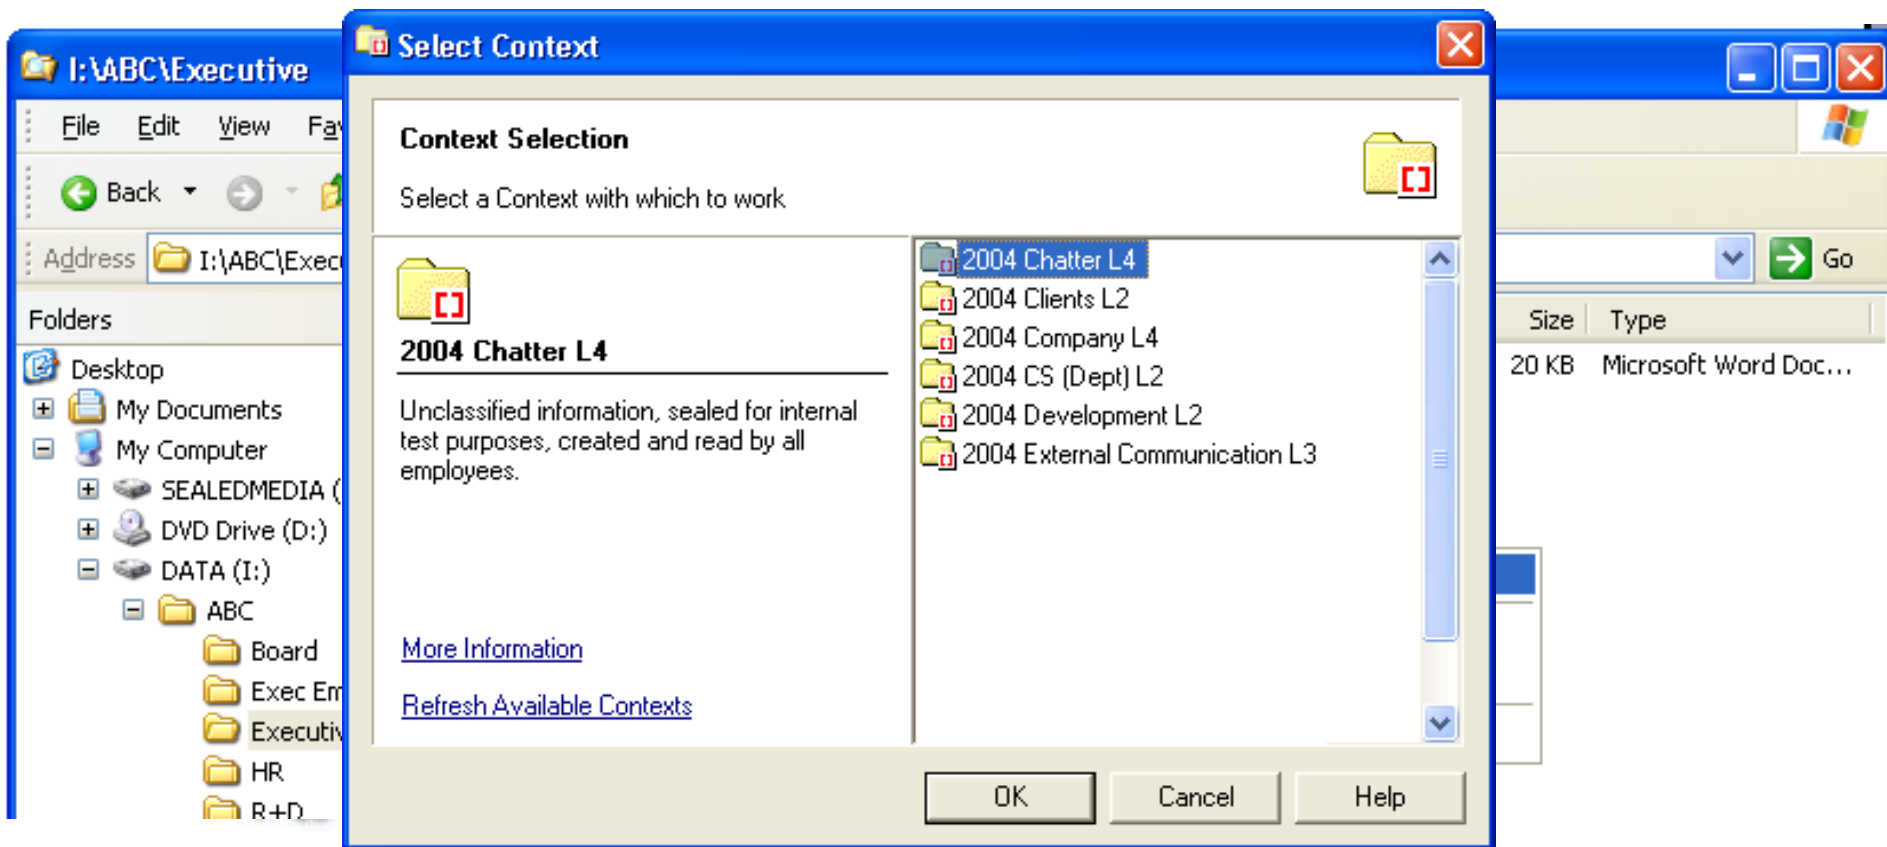 I:\ABC\Executive
File Edit View
Back
Address I:\ABC\Exec
Folders
Desktop
My Documents
My Computer
SEALEDMEDIA (
DVD Drive (D:)
DATA (I:)
ABC
Board
Exec Em
Executiv
HR
R+D
Select Context
Context Selection
Select a Context with which to work
2004 Chatter L4
Unclassified information, sealed for internal
test purposes, created and read by all
employees.
More Information
Refresh Available Contexts
2004 Chatter L4
2004 Clients L2
2004 Company L4
2004 CS (Dept) L2
2004 Development L2
2004 External Communication L3
OK Cancel Help
Go
Size Type
20 KB Microsoft Word Doc...